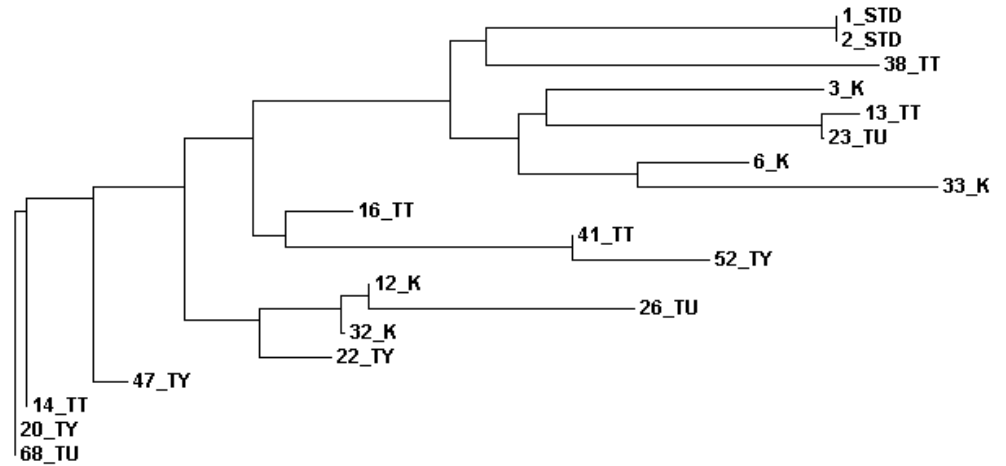 1_STD
2_STD
38_TT
3_K
13_TT
23_TU
6_K
33_K
16_TT
41_TT
52_TY
12_K
26_TU
32_K
22_TY
47_TY
14_TT
20_TY
68_TU